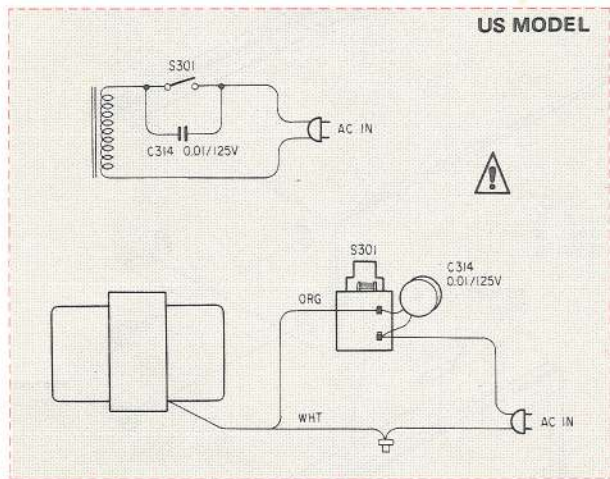 US MODEL
S301
AC IN
C314 0.01/125V
S301
C314
0.01/125V
ORG
WHT
AC IN